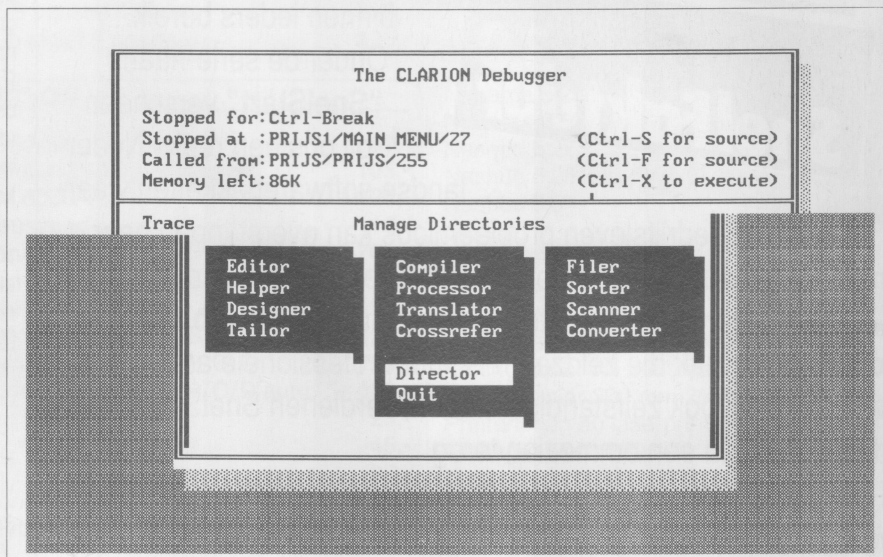 The CLARION Debugger
Stopped for:Ctrl-Break
Stopped at :PRIJS1/MAIN_MENU/27 (Ctrl-S for source)
Called from:PRIJS/PRIJS/255 (Ctrl-F for source)
Memory left:86K (Ctrl-X to execute)
Trace Manage Directories
Editor Compiler Filer
Helper Processor Sorter
Designer Translator Scanner
Tailor Crossrefer Converter
Director
Quit